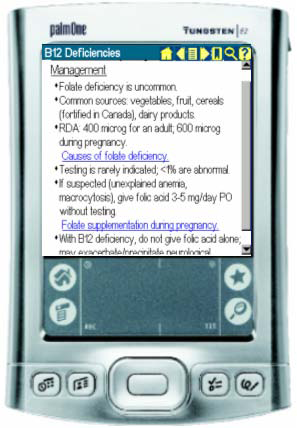 palmOne
TUNGSTEN | E2
B12 Deficiencies
Management
Folate deficiency is uncommon.
Common sources: vegetables, fruit, cereals
(fortified in Canada), dairy products.
RDA: 400 microg for an adult; 600 microg
during pregnancy.
Causes of folate deficiency.
Testing is rarely indicated; <1% are abnormal.
If suspected (unexplained anemia,
macrocytosis), give folic acid 3-5 mg/day PO
without testing.
Folate supplementation during pregnancy.
With B12 deficiency, do not give folic acid alone;
may exacerbate/precipitate neurological
ABC 123